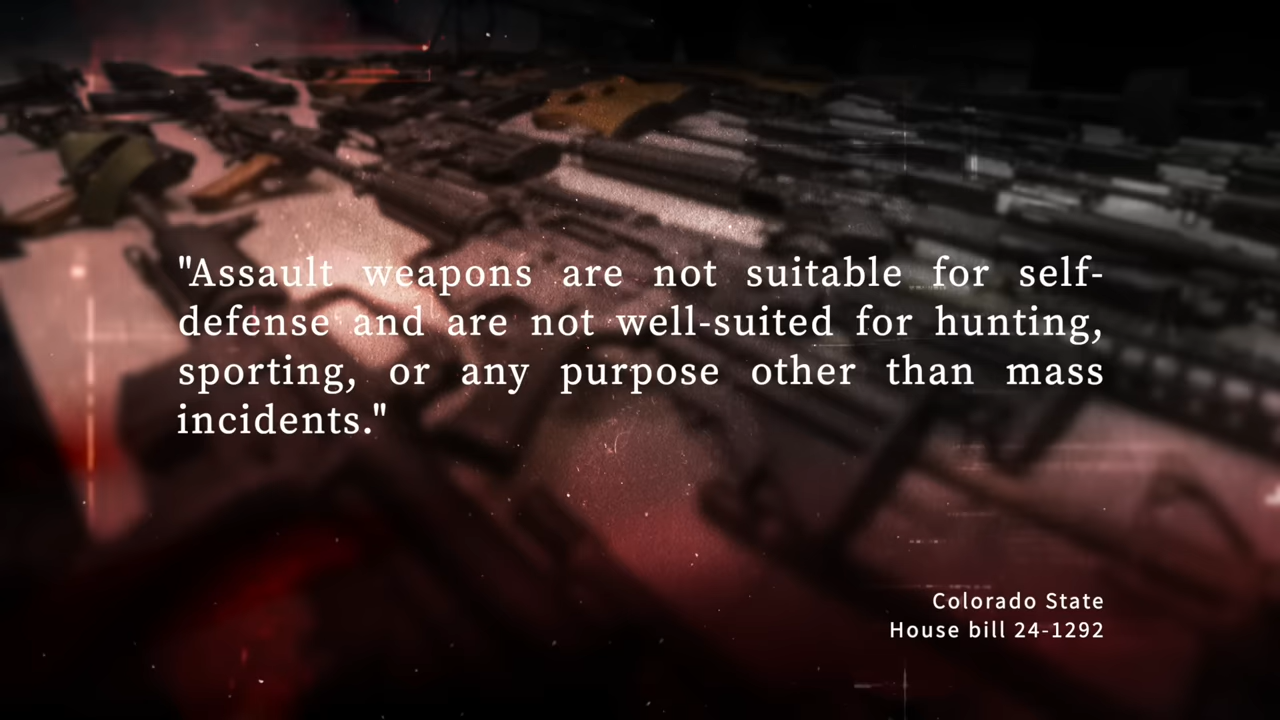 "Assault weapons are not suitable for self-
defense and are not well-suited for hunting,
sporting, or any purpose other than mass
incidents."
Colorado State
House bill 24-1292